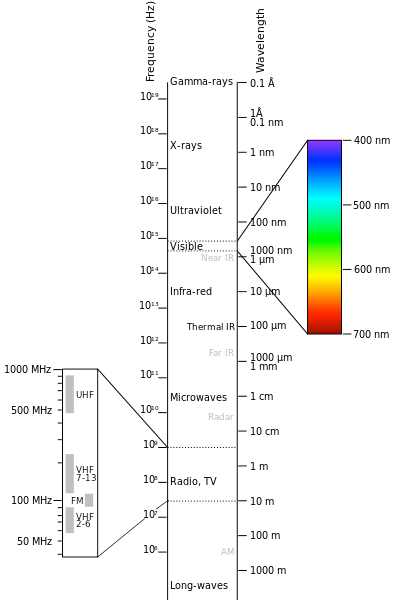 Frequency (Hz)
Wavelength
Gamma-rays
0.1 Å
10¹⁹
1Å
0.1 nm
10¹⁸
400 nm
X-rays
1 nm
10¹⁷
10 nm
10¹⁶
500 nm
Ultraviolet
100 nm
10¹⁵
Visible
1000 nm
Near IR
1 μm
600 nm
10¹⁴
Infra-red
10 μm
10¹³
Thermal IR
100 μm
700 nm
10¹²
Far IR
1000 μm
1 mm
1000 MHz
10¹¹
UHF
Microwaves
1 cm
500 MHz
10¹⁰
Radar
10 cm
10⁹
VHF
7-13
1 m
10⁸
Radio, TV
100 MHz
FM
10 m
VHF
2-6
10⁷
50 MHz
100 m
10⁶
AM
1000 m
Long-waves